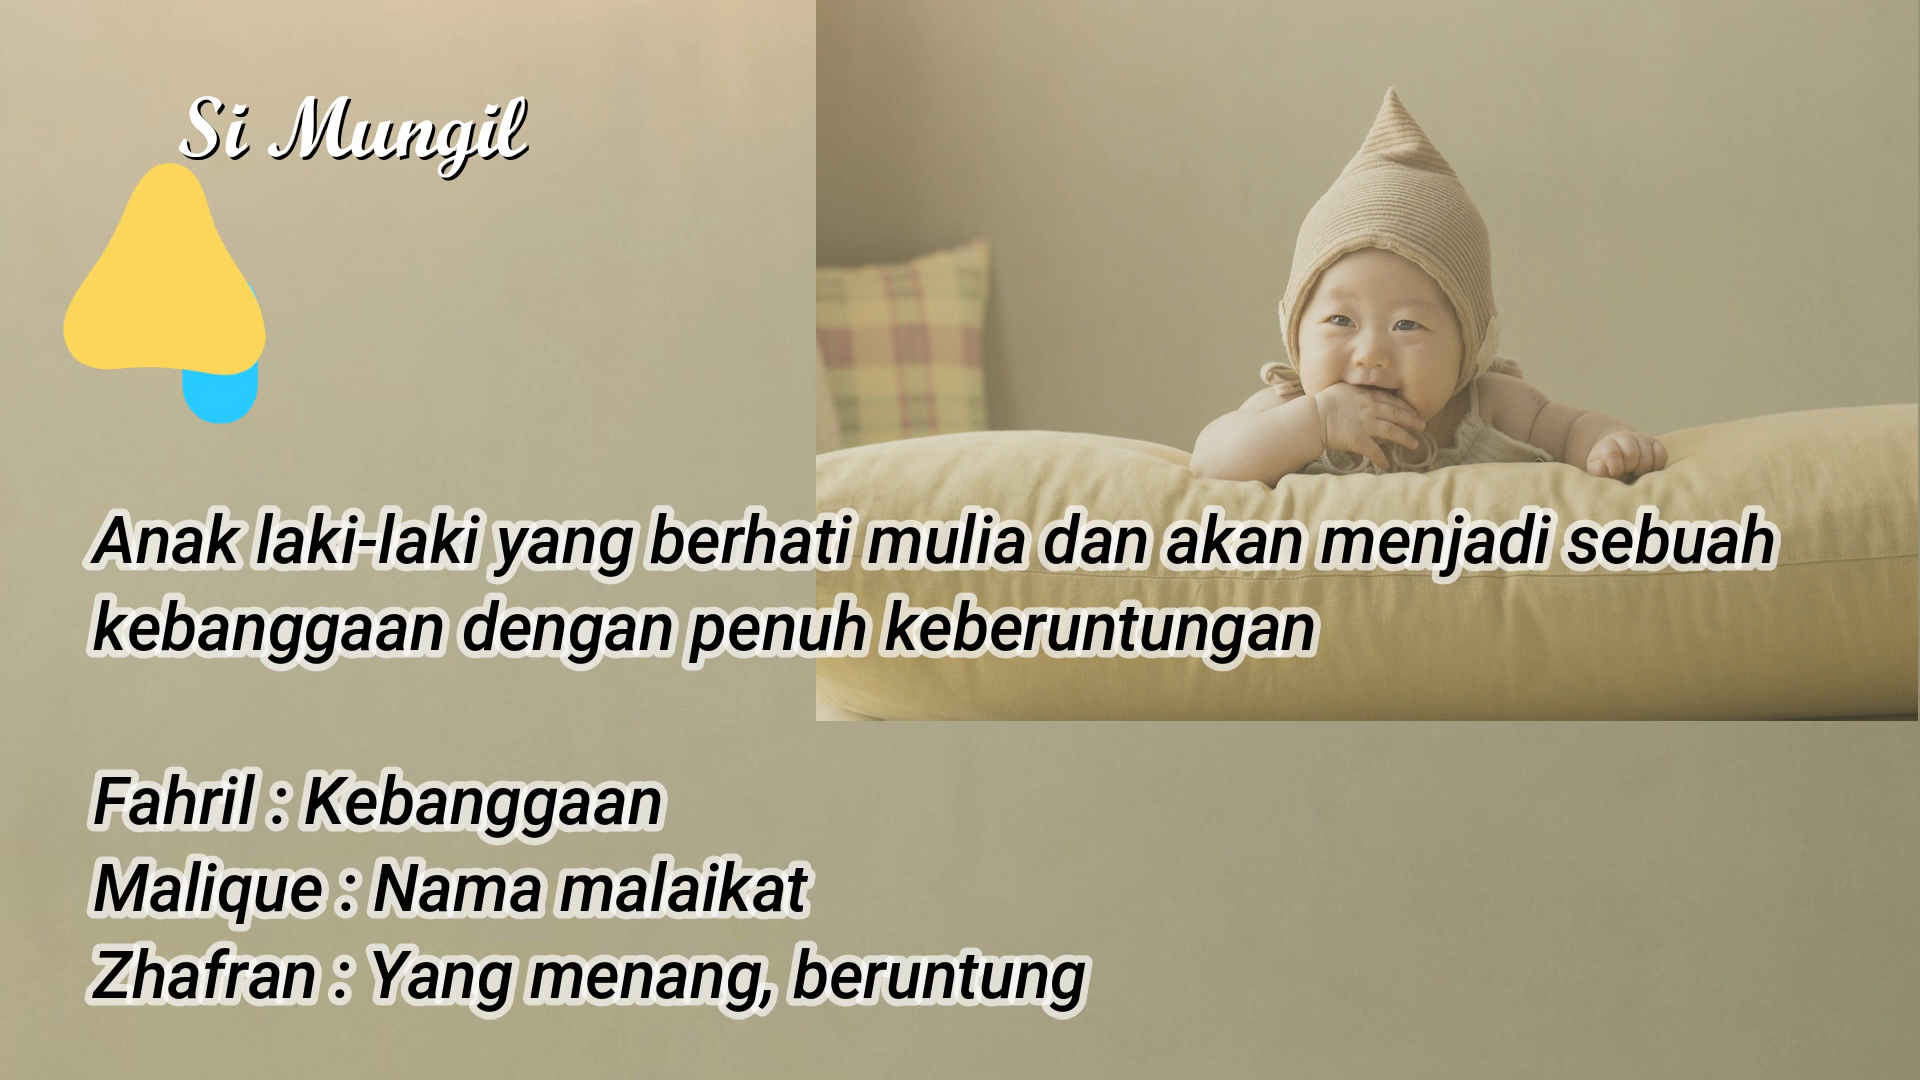 Si Mungil
Anak laki-laki yang berhati mulia dan akan menjadi sebuah
kebanggaan dengan penuh keberuntungan
Fahril : Kebanggaan
Malique : Nama malaikat
Zhafran : Yang menang, beruntung